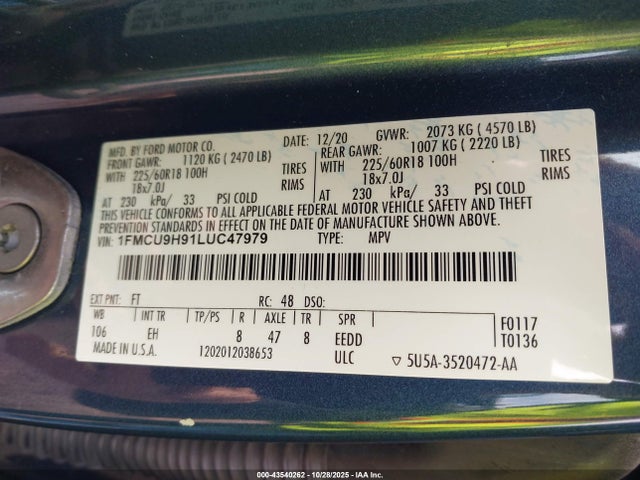 MFD. BY FORD MOTOR CO. DATE: 12/20 GVWR: 2073 KG ( 4570 LB)
FRONT GAWR: 1120 KG ( 2470 LB) REAR GAWR: 1007 KG ( 2220 LB)
WITH 225/60R18 100H TIRES WITH 225/60R18 100H TIRES
18x7.0J RIMS 18x7.0J RIMS
AT 230 kPa/ 33 PSI COLD AT 230 kPa/ 33 PSI COLD
THIS VEHICLE CONFORMS TO ALL APPLICABLE FEDERAL MOTOR VEHICLE SAFETY AND THEFT
PREVENTION STANDARDS IN EFFECT ON THE DATE OF MANUFACTURE SHOWN ABOVE.
VIN: 1FMCU9H91LUC47979 TYPE: MPV
EXT PNT: FT RC: 48 DSO:
WB INT TR TP/PS R AXLE TR SPR F0117
106 EH 8 47 8 EEDD T0136
MADE IN U.S.A. 1202012038653 ULC ▽ 5U5A-3520472-AA
000-43540262 - 10/28/2025 - IAA Inc.